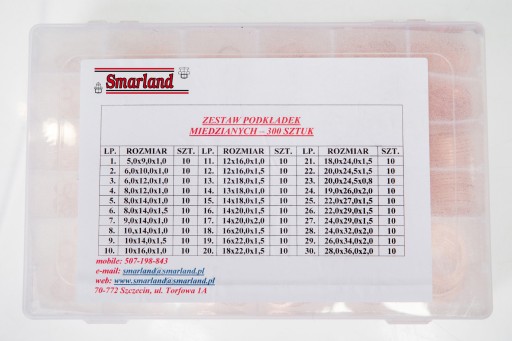 Smarland
ZESTAW PODKŁADEK
MIEDZIANYCH – 300 SZTUK
LP. ROZMIAR SZT. LP. ROZMIAR SZT. LP. ROZMIAR SZT.
1. 5,0x9,0x1,0 10 11. 12x16,0x1,0 10 21. 18,0x24,0x1,5 10
2. 6,0x10,0x1,0 10 12. 12x16,0x1,5 10 22. 20,0x24,5x1,5 10
3. 6,0x12,0x1,0 10 13. 12x18,0x1,5 10 23. 20,0x24,5x0,8 10
4. 8,0x12,0x1,0 10 14. 13x18,0x1,0 10 24. 19,0x26,0x2,0 10
5. 8,0x14,0x1,0 10 15. 14x18,0x1,5 10 25. 22,0x27,0x1,5 10
6. 8,0x14,0x1,5 10 16. 14x20,0x1,5 10 26. 22,0x29,0x1,5 10
7. 9,0x14,0x1,0 10 17. 14x20,0x2,0 10 27. 24,0x29,0x1,5 10
8. 10,x14,0x1,0 10 18. 16x20,0x1,5 10 28. 24,0x32,0x2,0 10
9. 10x14,0x1,5 10 19. 16x22,0x1,5 10 29. 26,0x34,0x2,0 10
10. 10x16,0x1,0 10 20. 18x22,0x1,5 10 30. 28,0x36,0x2,0 10
mobile: 507-198-843
e-mail: smarland@smarland.pl
web: www.smarland@smarland.pl
70-772 Szczecin, ul. Torfowa 1A